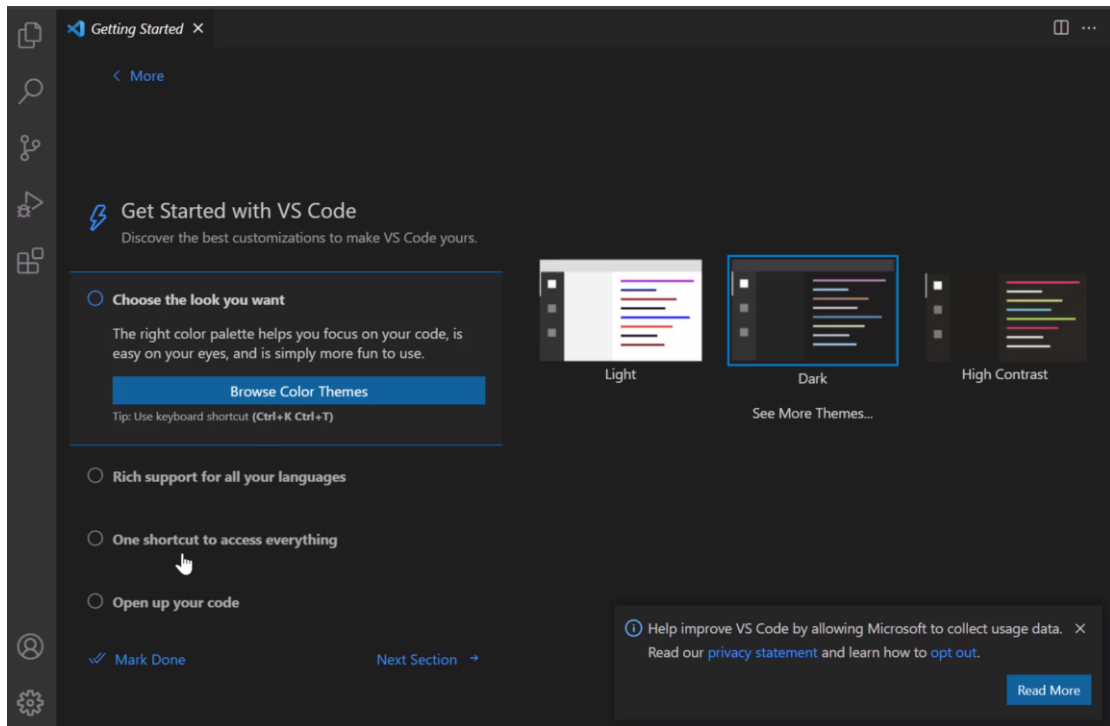 Getting Started
More
Get Started with VS Code
Discover the best customizations to make VS Code yours.
Choose the look you want
The right color palette helps you focus on your code, is
easy on your eyes, and is simply more fun to use.
Browse Color Themes
Tip: Use keyboard shortcut (Ctrl+K Ctrl+T)
Rich support for all your languages
One shortcut to access everything
Open up your code
Mark Done
Next Section
Light
Dark
High Contrast
See More Themes...
Help improve VS Code by allowing Microsoft to collect usage data.
Read our privacy statement and learn how to opt out.
Read More